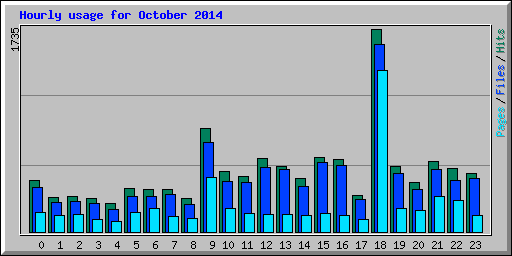 Hourly usage for October 2014
1735
Pages/Files/Hits
0 1 2 3 4 5 6 7 8 9 10 11 12 13 14 15 16 17 18 19 20 21 22 23